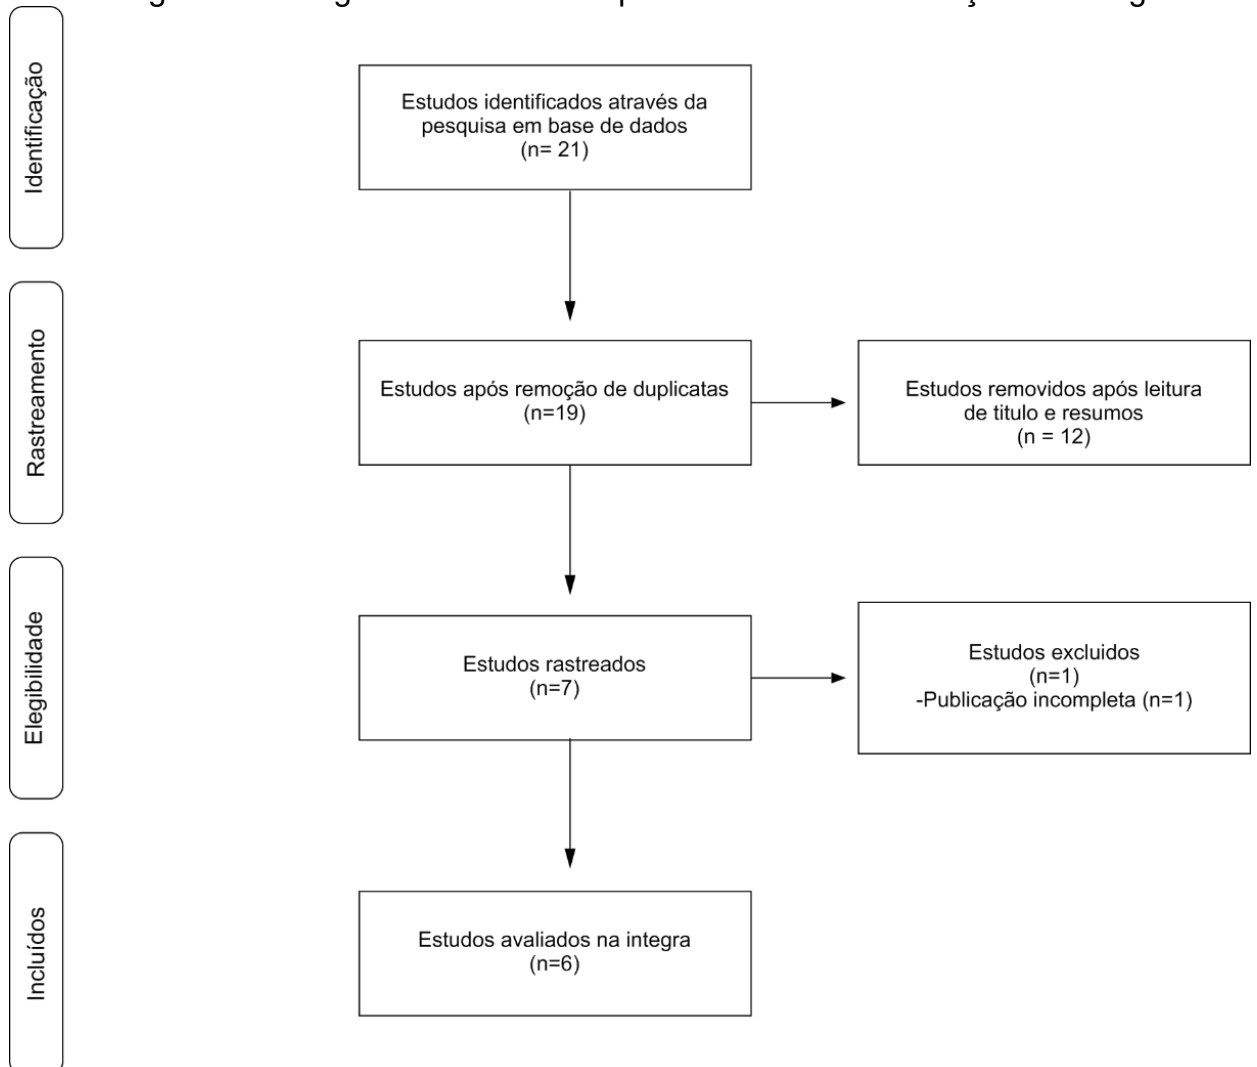 Identificação
Estudos identificados através da
pesquisa em base de dados
(n= 21)
Rastreamento
Estudos após remoção de duplicatas
(n=19)
Estudos removidos após leitura
de titulo e resumos
(n = 12)
Elegibilidade
Estudos rastreados
(n=7)
Estudos excluidos
(n=1)
-Publicação incompleta (n=1)
Incluídos
Estudos avaliados na integra
(n=6)